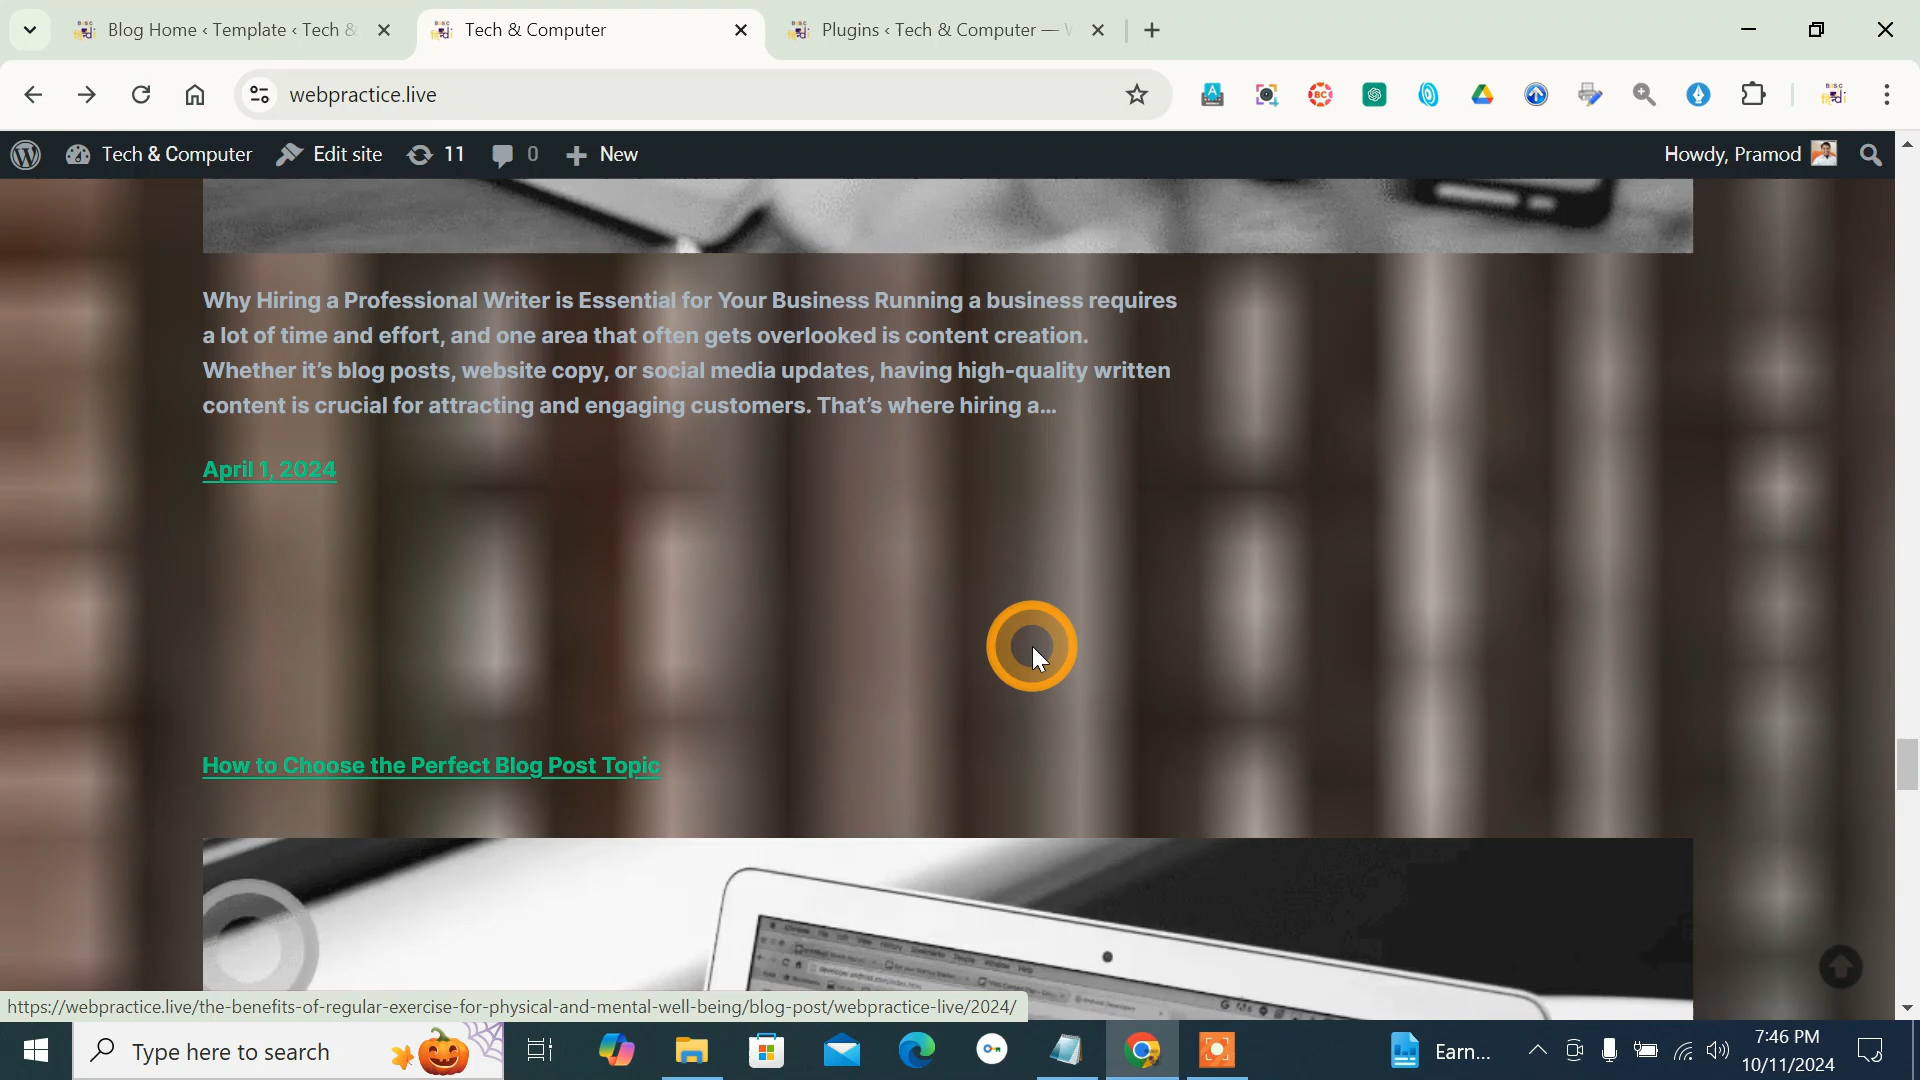 Blog Home ‹ Template ‹ Tech &
Tech & Computer
Plugins ‹ Tech & Computer — W
webpractice.live
Tech & Computer
Edit site
11
0
New
Howdy, Pramod
Why Hiring a Professional Writer is Essential for Your Business Running a business requires
a lot of time and effort, and one area that often gets overlooked is content creation.
Whether it’s blog posts, website copy, or social media updates, having high-quality written
content is crucial for attracting and engaging customers. That’s where hiring a…
April 1, 2024
How to Choose the Perfect Blog Post Topic
https://webpractice.live/the-benefits-of-regular-exercise-for-physical-and-mental-well-being/blog-post/webpractice-live/2024/
Type here to search
Earn...
7:46 PM
10/11/2024